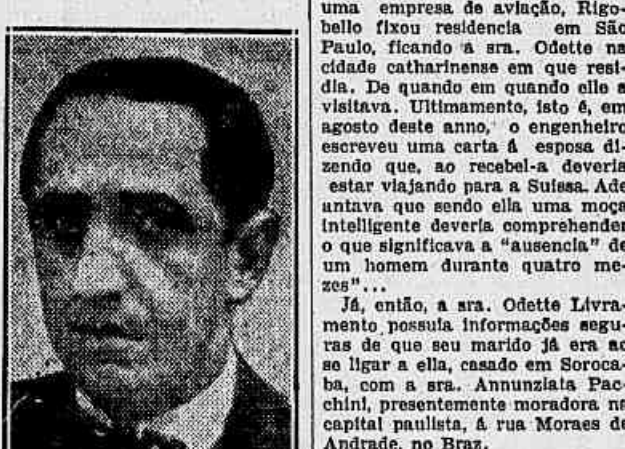 uma empresa de aviação, Rigo-
bello fixou residencia em São
Paulo, ficando a sra. Odette na
cidade catharinense em que resi-
dia. De quando em quando elle a
visitava. Ultimamente, isto é, em
agosto deste anno, o engenheiro
escreveu uma carta á esposa di-
zendo que, ao recebel-a deveria
estar viajando para a Suissa. Ade
antava que sendo ella uma moça
intelligente deveria comprehender
o que significava a "ausencia" de
um homem durante quatro me-
zes"...
Já, então, a sra. Odette Livra-
mento possuia informações segu-
ras de que seu marido já era ao
se ligar a ella, casado em Soroca-
ba, com a sra. Annunziata Pac-
chini, presentemente moradora na
capital paulista, á rua Moraes de
Andrade, no Braz.